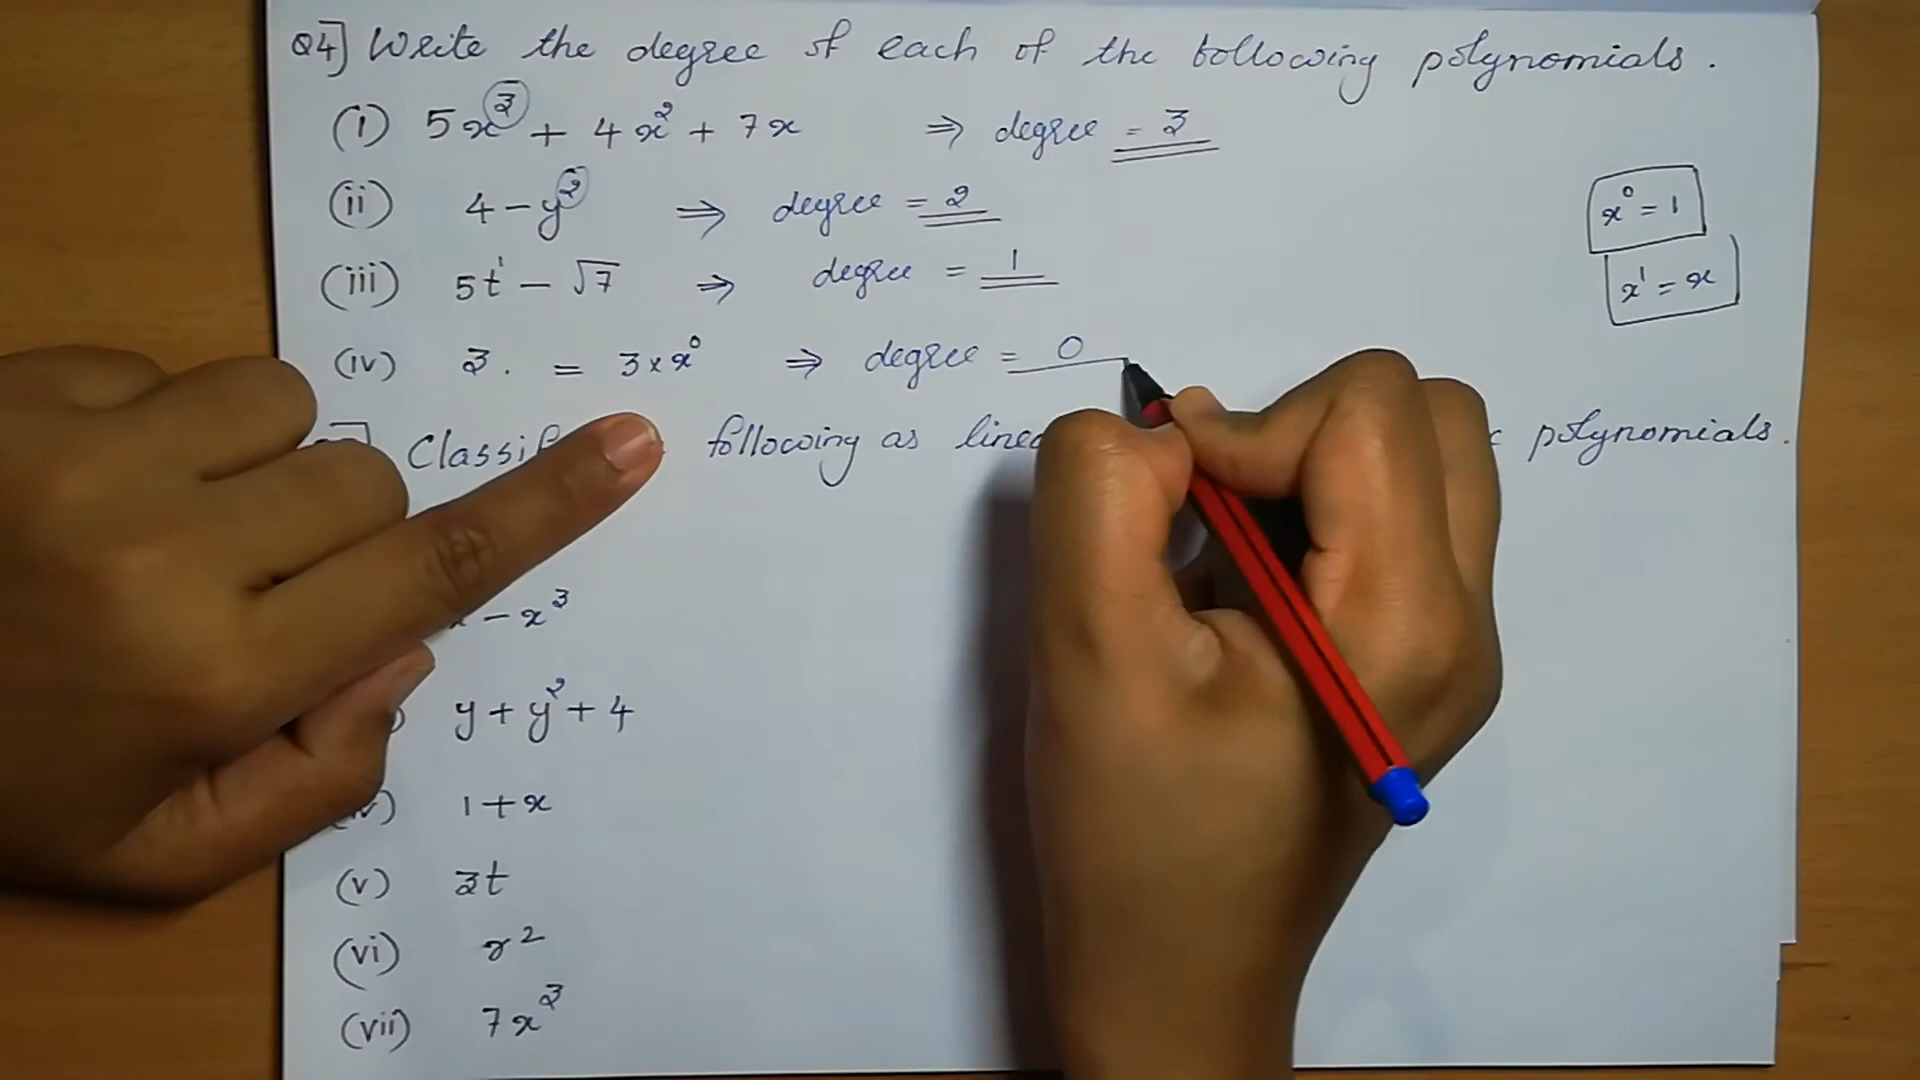 Q4] Write the degree of each of the following polynomials.
(i) 5x³ + 4x² + 7x ⇒ degree = 3
(ii) 4 - y² ⇒ degree = 2
x⁰ = 1
(iii) 5t¹ - √7 ⇒ degree = 1
x¹ = x
(iv) 3. = 3 × x⁰ ⇒ degree = 0
following as polynomials.
- x³
y + y² + 4
1 + x
(v) 3t
(vi) r²
(vii) 7x³